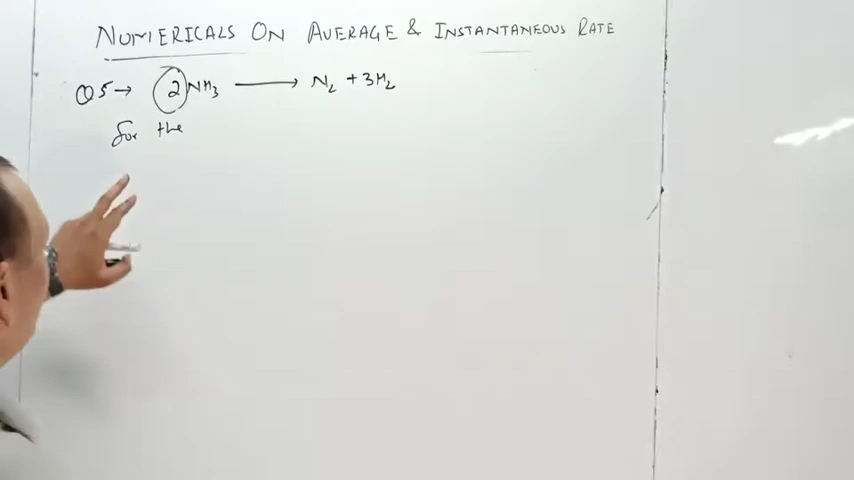 NUMERICALS ON AVERAGE & INSTANTANEOUS RATE
Q5→ 2NH₃ ⟶ N₂ + 3H₂
for the